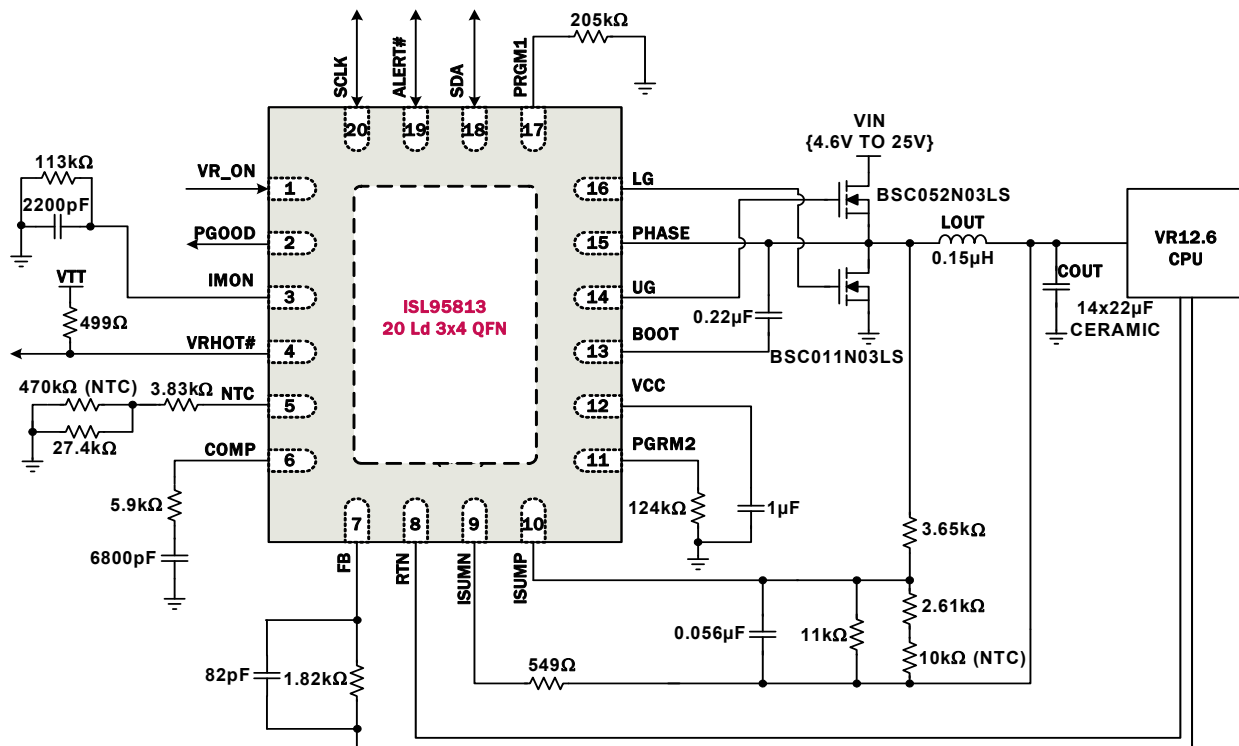 205kΩ
SCLK
ALERT#
SDA
PRGM1
20
19
18
17
VIN
{4.6V TO 25V}
113kΩ
2200pF
VR_ON
1
16
LG
BSC052N03LS
PGOOD
2
15
PHASE
LOUT
0.15µH
VR12.6
CPU
VTT
IMON
3
ISL95813
20 Ld 3x4 QFN
14
UG
COUT
14x22µF
CERAMIC
499Ω
0.22µF
VRHOT#
4
13
BOOT
BSC011N03LS
470kΩ (NTC)
3.83kΩ
NTC
5
12
VCC
27.4kΩ
COMP
6
11
PGRM2
5.9kΩ
124kΩ
1µF
7
8
9
10
3.65kΩ
6800pF
FB
RTN
ISUMN
ISUMP
2.61kΩ
0.056µF
11kΩ
10kΩ (NTC)
82pF
1.82kΩ
549Ω